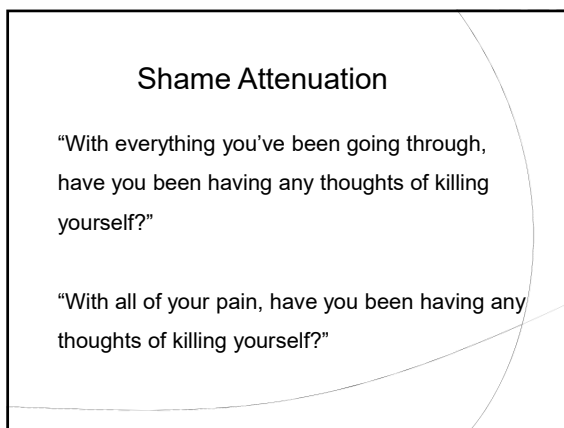 Shame Attenuation
“With everything you’ve been going through,
have you been having any thoughts of killing
yourself?”
“With all of your pain, have you been having any
thoughts of killing yourself?”